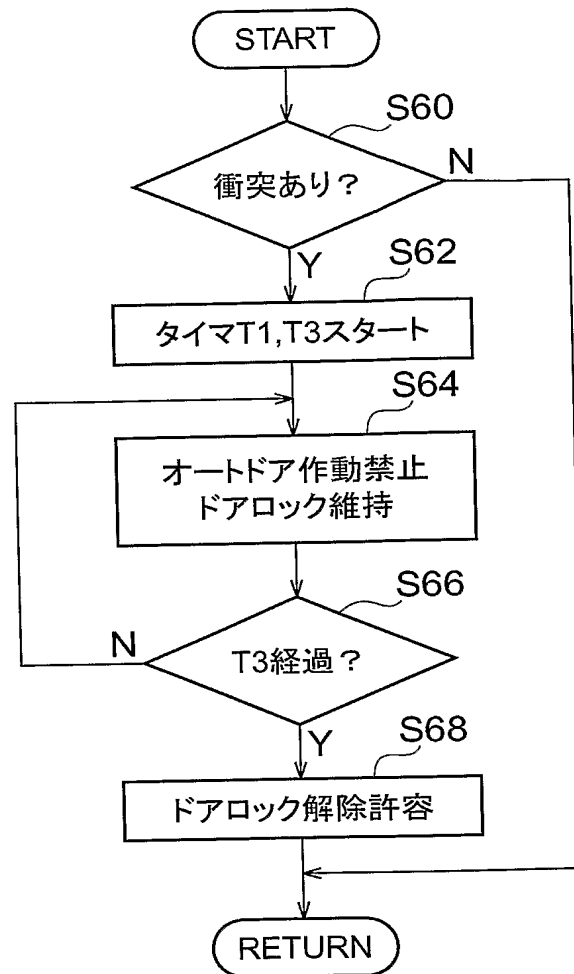 START
S60
衝突あり？
N
Y
S62
タイマT1,T3スタート
S64
オートドア作動禁止
ドアロック維持
S66
N
T3経過？
Y
S68
ドアロック解除許容
RETURN